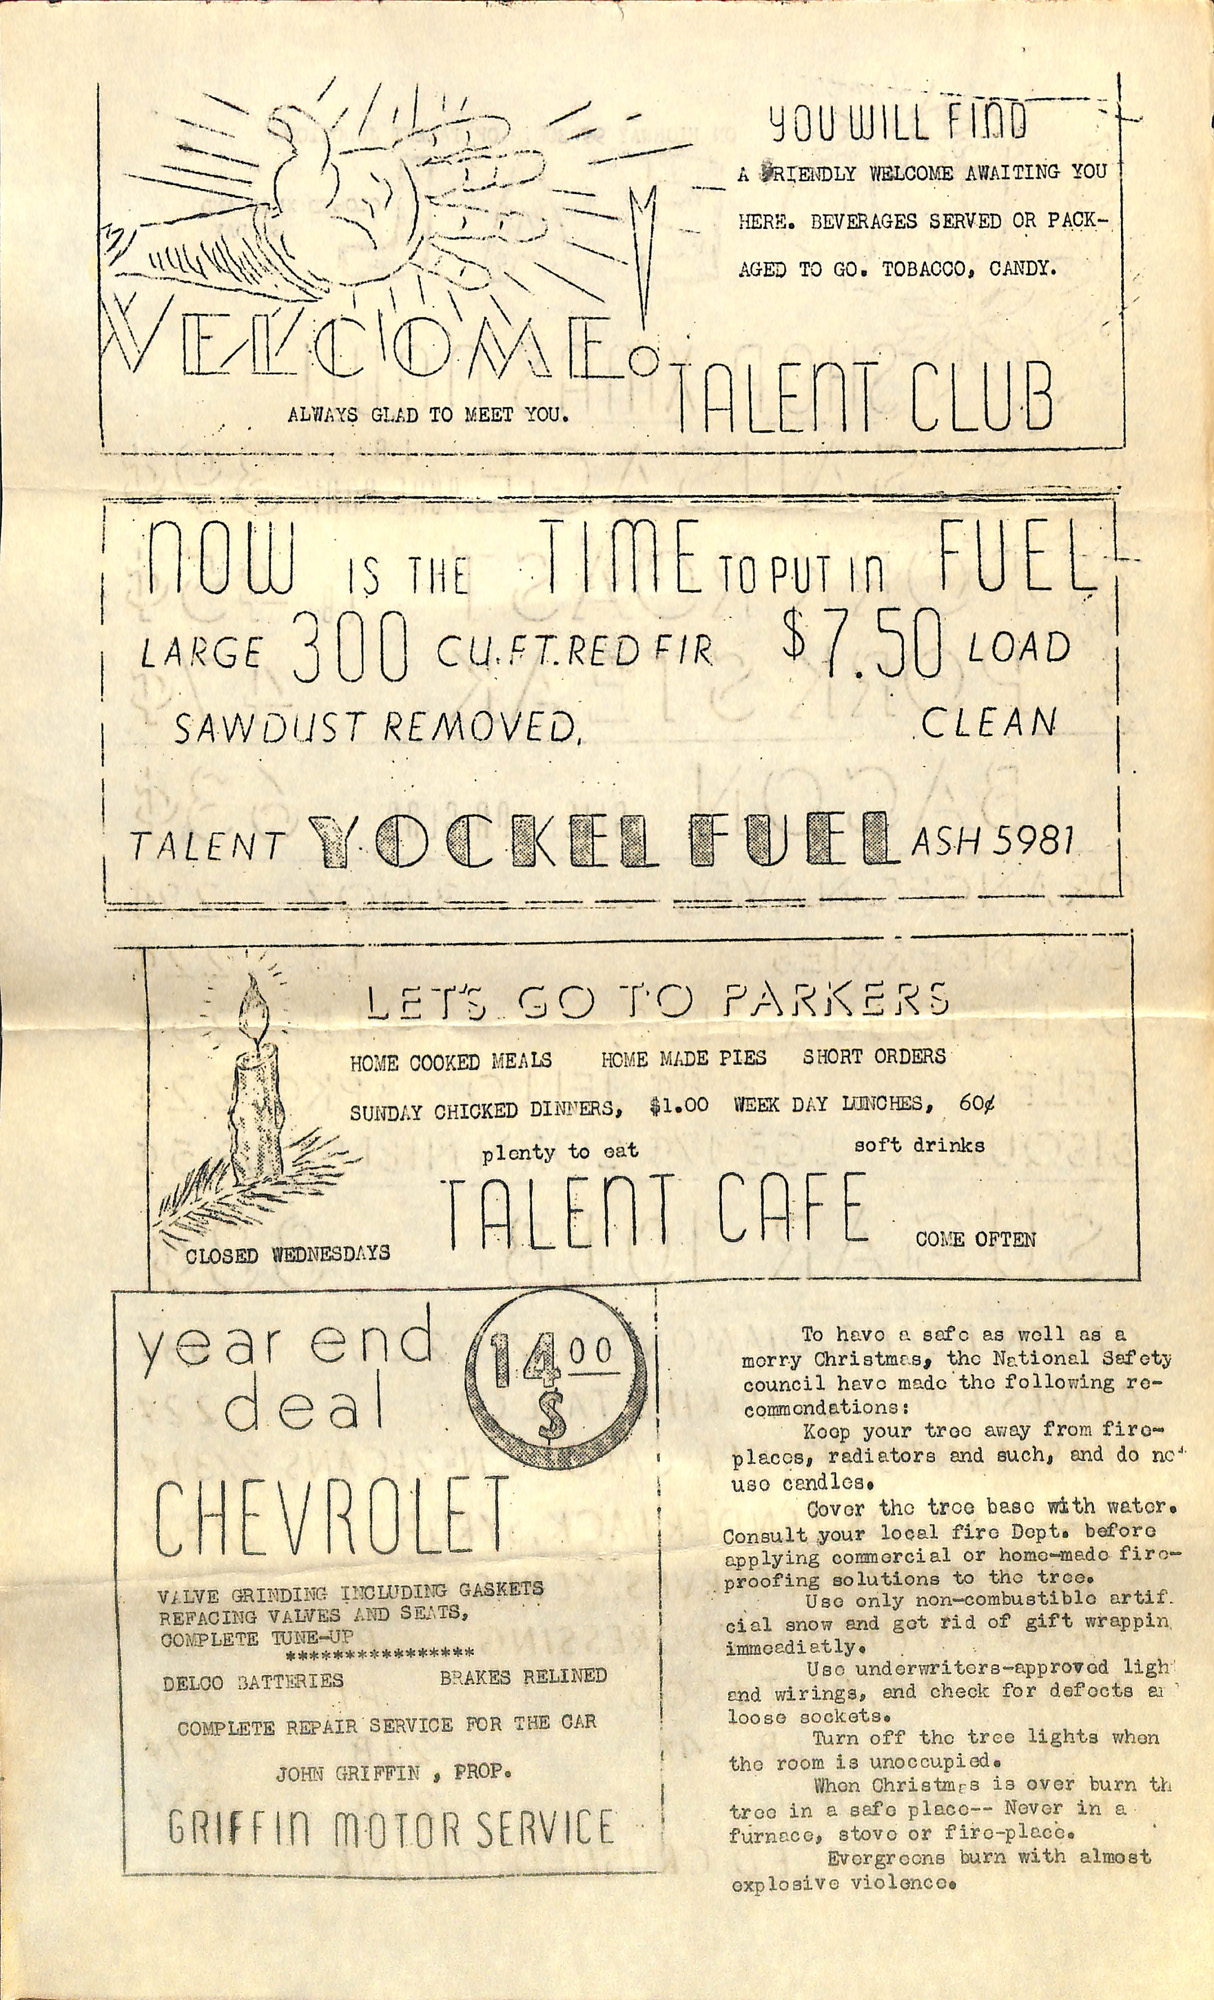 YOU WILL FIND
A FRIENDLY WELCOME AWAITING YOU
HERE. BEVERAGES SERVED OR PACK-
AGED TO GO. TOBACCO, CANDY.
WELCOME!
TALENT CLUB
ALWAYS GLAD TO MEET YOU.
NOW IS THE TIME TO PUT IN FUEL
LARGE 300 CU.FT. RED FIR $7.50 LOAD
SAWDUST REMOVED, CLEAN
TALENT YOCKEL FUEL ASH 5981
LET'S GO TO PARKERS
HOME COOKED MEALS HOME MADE PIES SHORT ORDERS
SUNDAY CHICKED DINNERS, $1.00 WEEK DAY LUNCHES, 60¢
plenty to eat soft drinks
TALENT CAFE
CLOSED WEDNESDAYS COME OFTEN
year end
deal
14 00
$
CHEVROLET
VALVE GRINDING INCLUDING GASKETS
REFACING VALVES AND SEATS,
COMPLETE TUNE-UP
****************
DELCO BATTERIES BRAKES RELINED
COMPLETE REPAIR SERVICE FOR THE CAR
JOHN GRIFFIN , PROP.
GRIFFIN MOTOR SERVICE
To have a safe as well as a
merry Christmas, the National Safety
council have made the following re-
commendations:
Keep your tree away from fire-
places, radiators and such, and do not
use candles.
Cover the tree base with water.
Consult your local fire Dept. before
applying commercial or home-made fire-
proofing solutions to the tree.
Use only non-combustible artif
cial snow and get rid of gift wrappin
immeadiatly.
Use underwriters-approved ligh
and wirings, and check for defects a
loose sockets.
Turn off the tree lights when
the room is unoccupied.
When Christmas is over burn th
tree in a safe place-- Never in a
furnace, stove or fire-place.
Evergreens burn with almost
explosive violence.